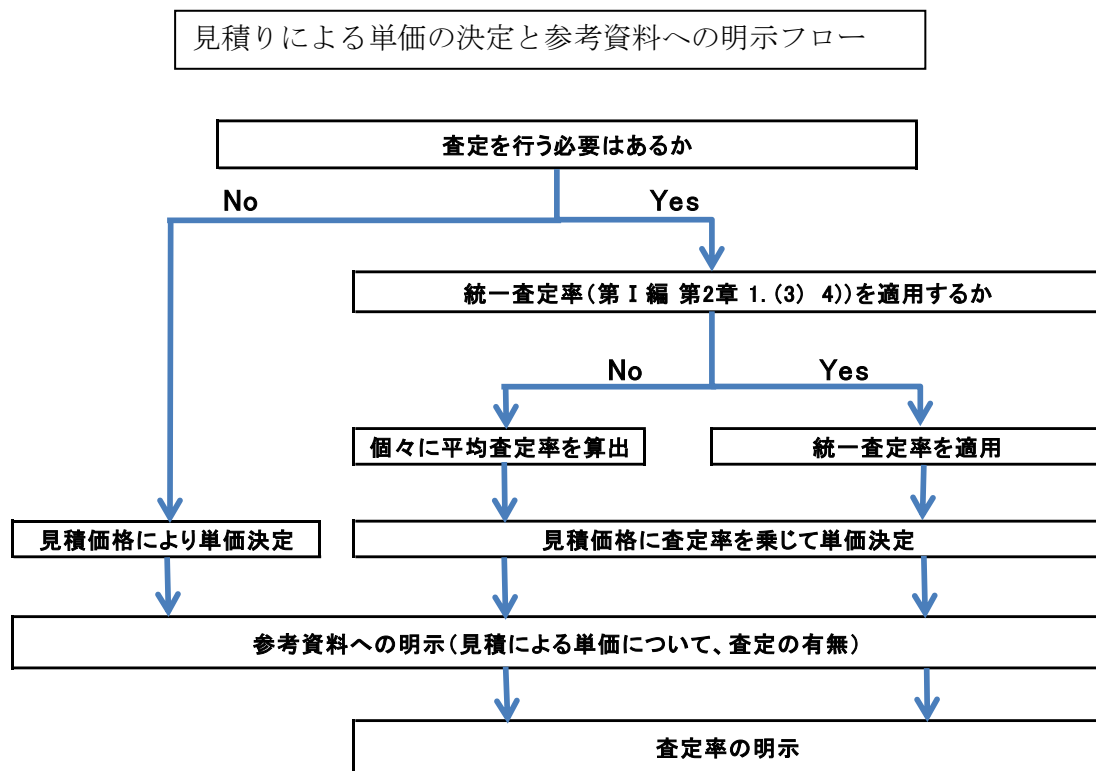 見積りによる単価の決定と参考資料への明示フロー
査定を行う必要はあるか
No
Yes
統一査定率(第Ⅰ編 第2章 1.(3) 4))を適用するか
No
Yes
個々に平均査定率を算出
統一査定率を適用
見積価格により単価決定
見積価格に査定率を乗じて単価決定
参考資料への明示(見積による単価について、査定の有無)
査定率の明示